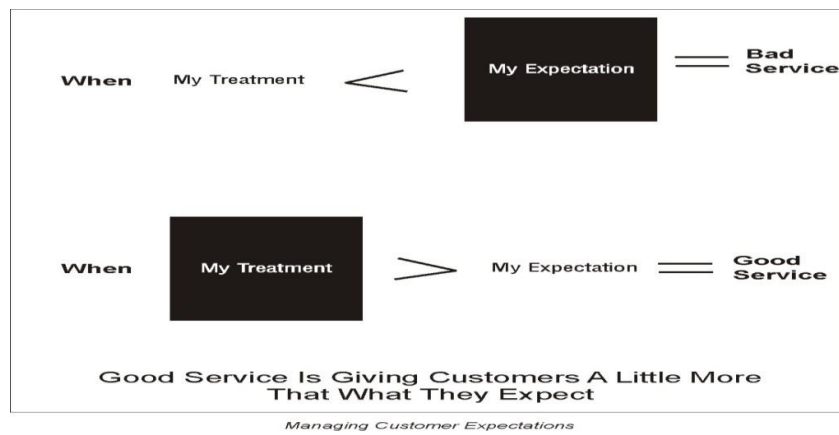 When My Treatment < My Expectation = Bad
Service
When My Treatment > My Expectation = Good
Service
Good Service Is Giving Customers A Little More
That What They Expect
Managing Customer Expectations